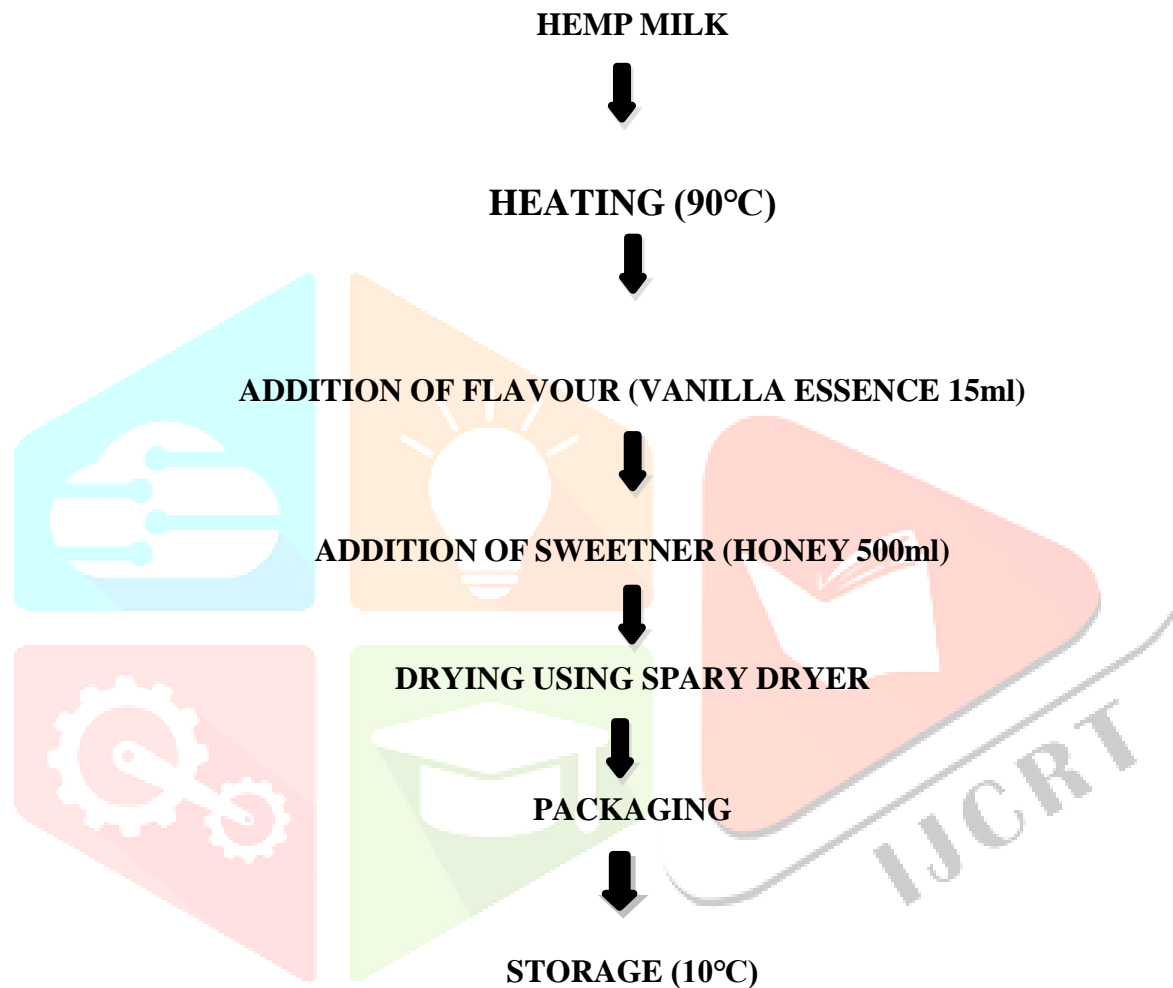 HEMP MILK
HEATING (90°C)
ADDITION OF FLAVOUR (VANILLA ESSENCE 15ml)
ADDITION OF SWEETNER (HONEY 500ml)
DRYING USING SPARY DRYER
PACKAGING
IJCRT
STORAGE (10°C)